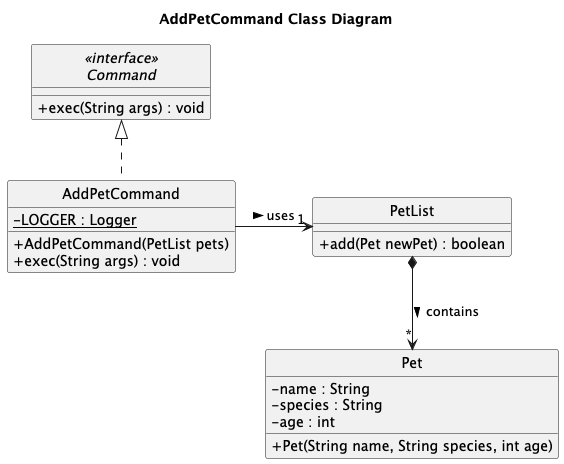 AddPetCommand Class Diagram
«interface»
Command
+exec(String args) : void
AddPetCommand
-LOGGER : Logger
+AddPetCommand(PetList pets)
+exec(String args) : void
uses
1
PetList
+add(Pet newPet) : boolean
contains
*
Pet
-name : String
-species : String
-age : int
+Pet(String name, String species, int age)